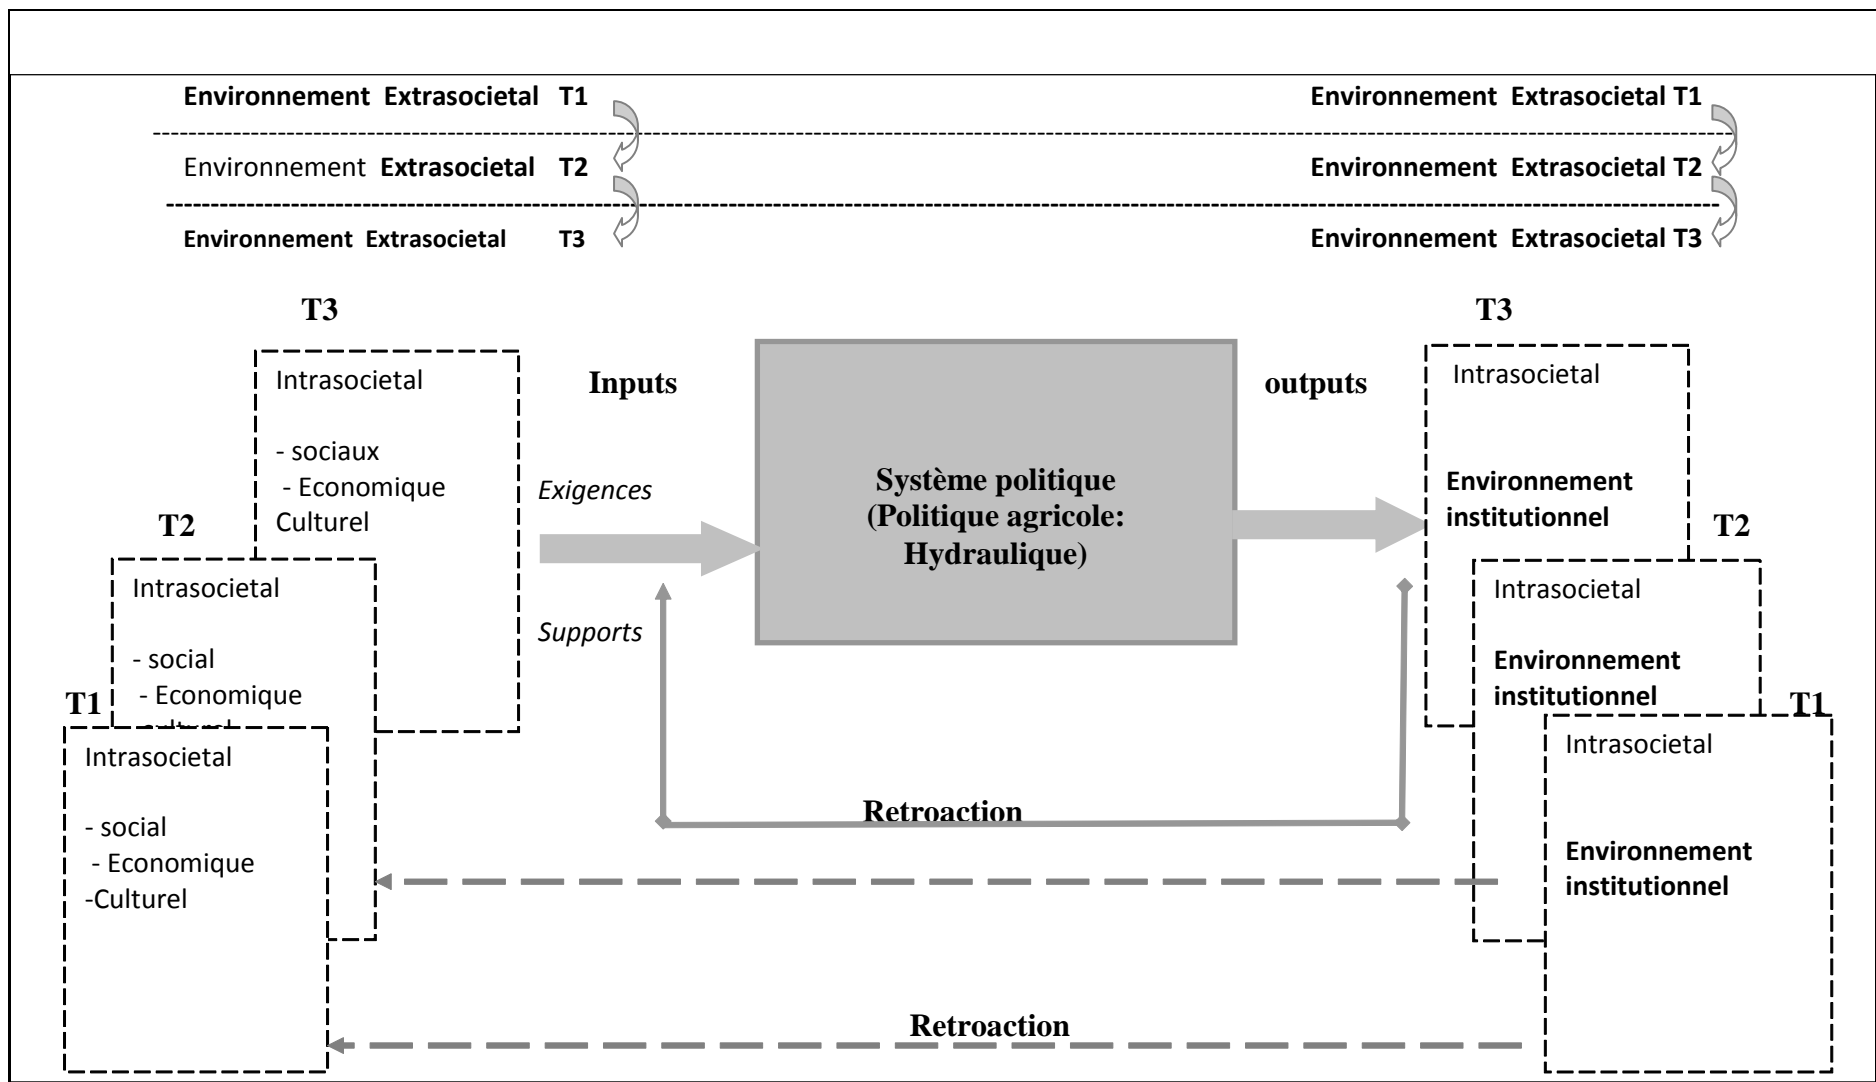 Environnement Extrasocietal T1
Environnement Extrasocietal T1
Environnement Extrasocietal T2
Environnement Extrasocietal T2
Environnement Extrasocietal T3
Environnement Extrasocietal T3
T3
Intrasocietal
- sociaux
- Economique
Culturel
T2
Intrasocietal
- social
- Economique
T1
Intrasocietal
- social
- Economique
-Culturel
Inputs
Exigences
Supports
Système politique
(Politique agricole:
Hydraulique)
outputs
T3
Intrasocietal
Environnement
institutionnel
T2
Intrasocietal
Environnement
institutionnel
T1
Intrasocietal
Environnement
institutionnel
Retroaction
Retroaction